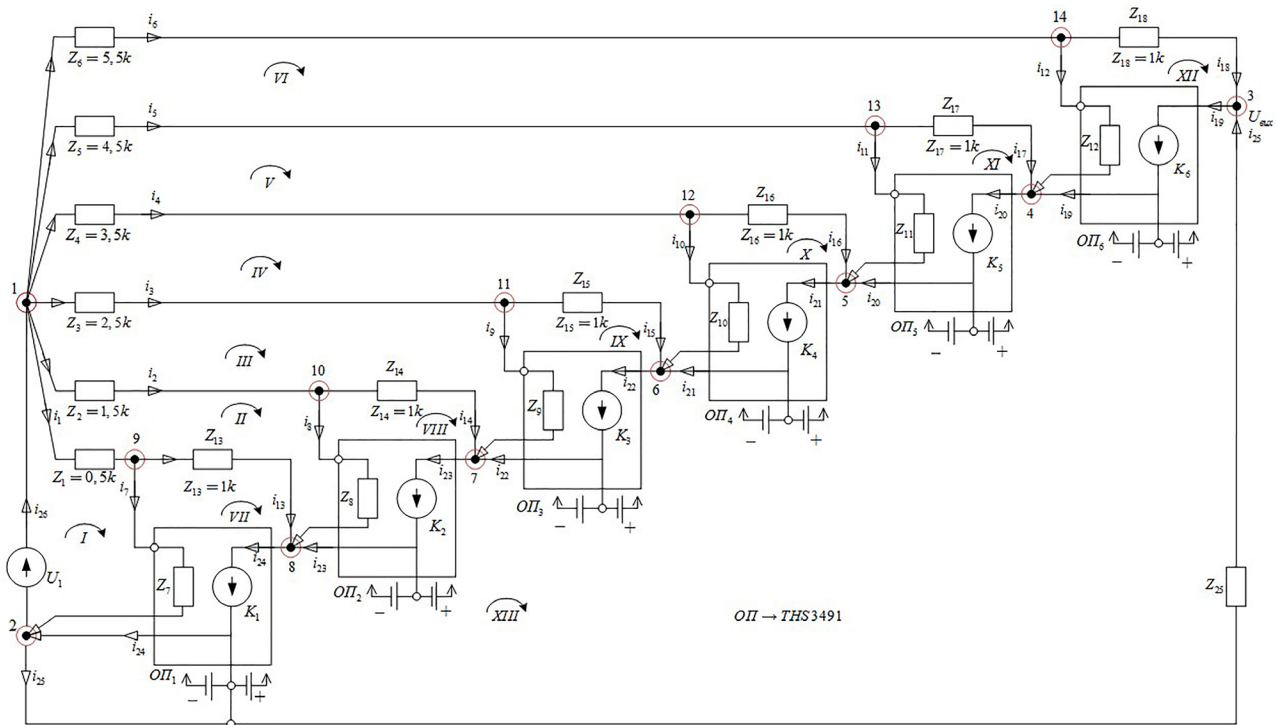 i₆
14
Z₁₈
Z₆ = 5,5k
Z₁₈ = 1k
VI
i₁₂
XII
i₁₈
3
i₅
13
Z₁₇
i₁₉
U вих
i₂₅
Z₅ = 4,5k
Z₁₇ = 1k
i₁₁
i₁₇
Z₁₂
K₆
XI
V
i₄
12
Z₁₆
i₂₀
4
i₁₉
Z₄ = 3,5k
Z₁₆ = 1k
i₁₀
i₁₆
Z₁₁
K₅
ОП₆
− +
X
IV
1
i₃
11
Z₁₅
i₂₁
5
i₂₀
Z₃ = 2,5k
Z₁₅ = 1k
i₉
i₁₅
Z₁₀
K₄
ОП₅
− +
IX
III
i₂
10
Z₁₄
i₂₂
6
i₂₁
Z₂ = 1,5k
Z₁₄ = 1k
i₁
i₈
i₁₄
Z₉
K₃
ОП₄
− +
II
VIII
9
Z₁₃
i₂₃
7
i₂₂
Z₁ = 0,5k
Z₁₃ = 1k
i₇
i₁₃
Z₈
K₂
ОП₃
− +
i₂₆
VII
I
i₂₄
8
i₂₃
U₁
Z₇
K₁
ОП₂
− +
Z₂₅
XIII
ОП → THS3491
2
i₂₄
i₂₅
ОП₁
− +